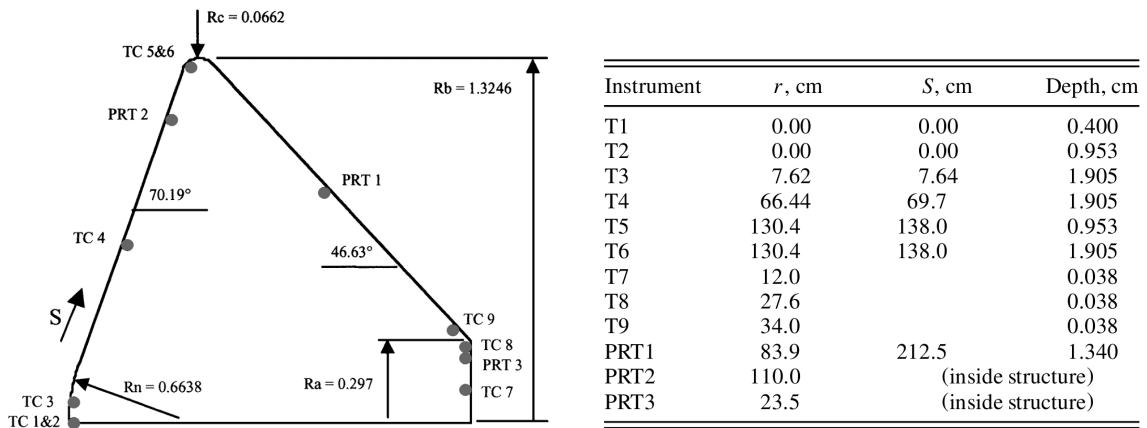 Rc = 0.0662
TC 5&6
Rb = 1.3246
PRT 2
PRT 1
70.19°
TC 4
46.63°
S
TC 9
TC 8
PRT 3
Rn = 0.6638
Ra = 0.297
TC 7
TC 3
TC 1&2
Instrument r, cm S, cm Depth, cm
T1 0.00 0.00 0.400
T2 0.00 0.00 0.953
T3 7.62 7.64 1.905
T4 66.44 69.7 1.905
T5 130.4 138.0 0.953
T6 130.4 138.0 1.905
T7 12.0 0.038
T8 27.6 0.038
T9 34.0 0.038
PRT1 83.9 212.5 1.340
PRT2 110.0 (inside structure)
PRT3 23.5 (inside structure)